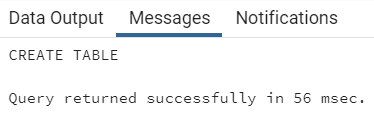 Data Output Messages Notifications
CREATE TABLE
Query returned successfully in 56 msec.